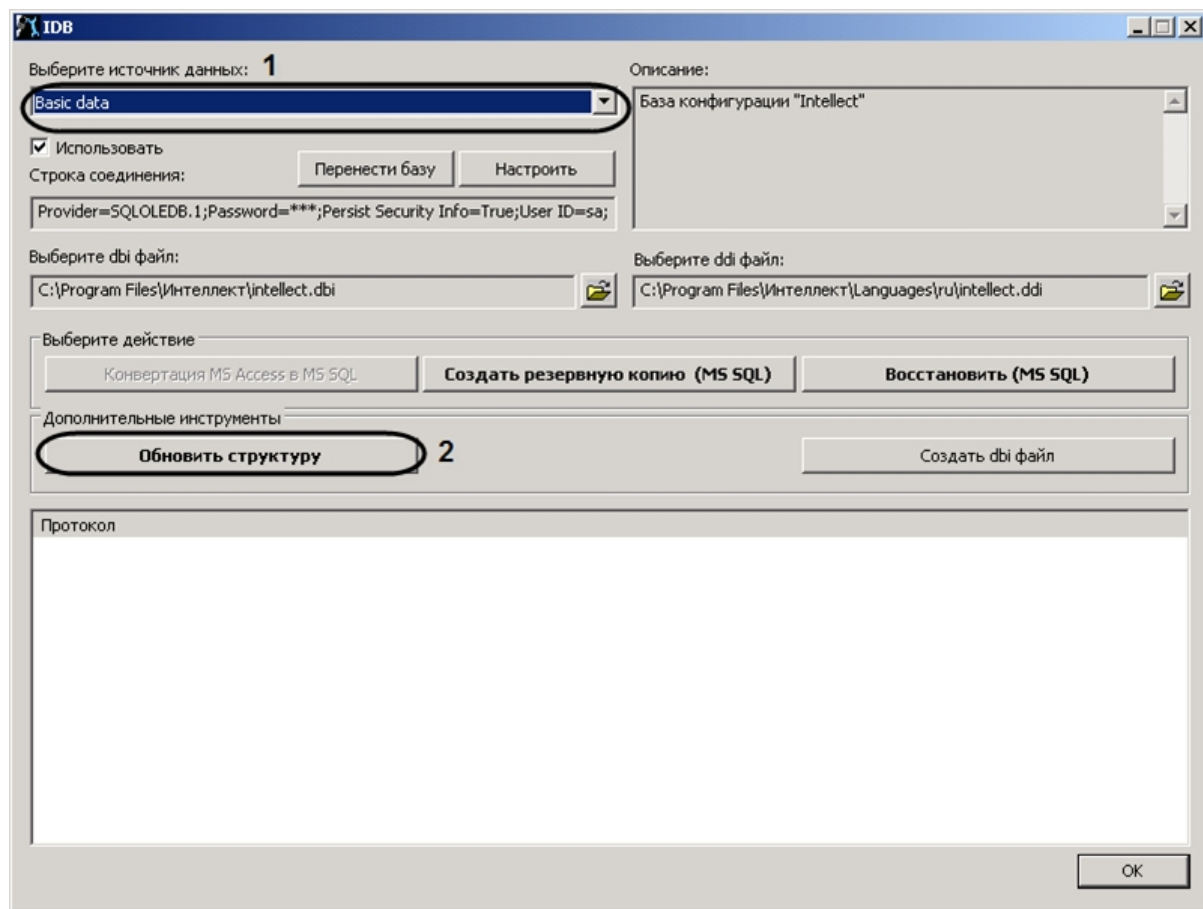 IDB
Выберите источник данных: 1
Описание:
Basic data
База конфигурации "Intellect"
Использовать
Строка соединения:
Перенести базу
Настроить
Provider=SQLOLEDB.1;Password=***;Persist Security Info=True;User ID=sa;
Выберите dbi файл:
Выберите ddi файл:
C:\Program Files\Интеллект\intellect.dbi
C:\Program Files\Интеллект\Languages\ru\intellect.ddi
Выберите действие
Конвертация MS Access в MS SQL
Создать резервную копию (MS SQL)
Восстановить (MS SQL)
Дополнительные инструменты
Обновить структуру
2
Создать dbi файл
Протокол
OK